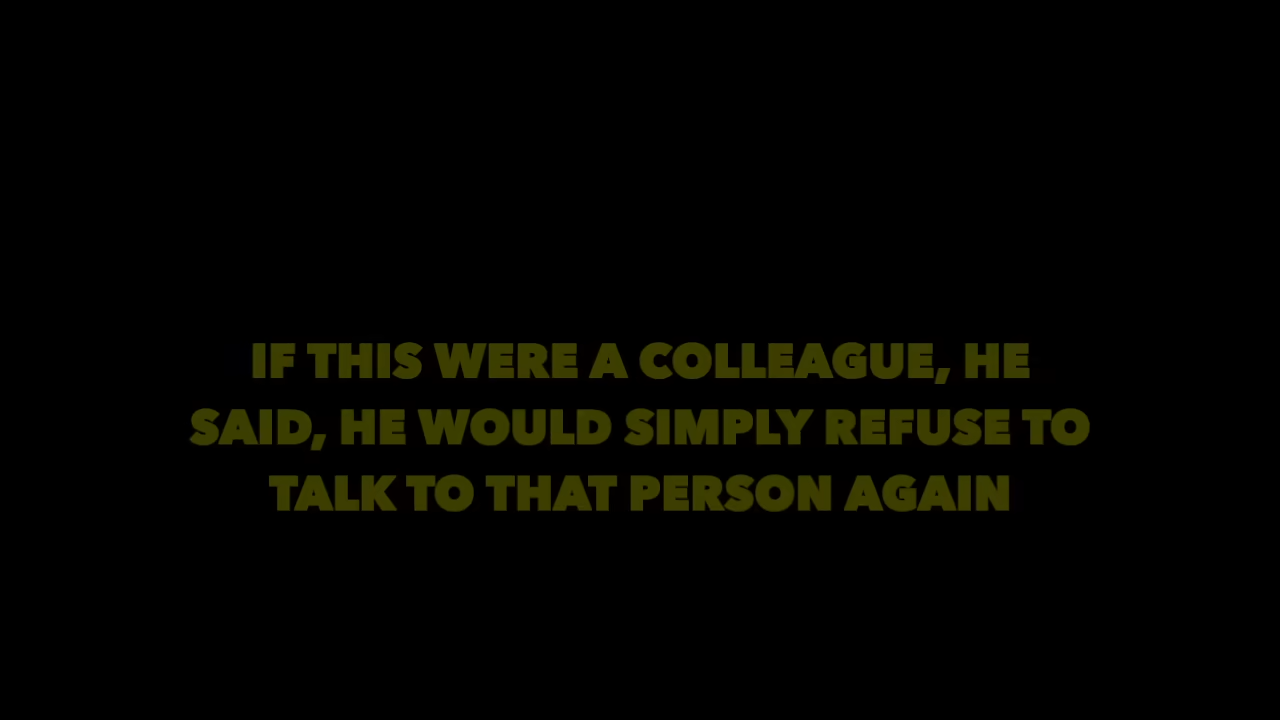 IF THIS WERE A COLLEAGUE, HE
SAID, HE WOULD SIMPLY REFUSE TO
TALK TO THAT PERSON AGAIN